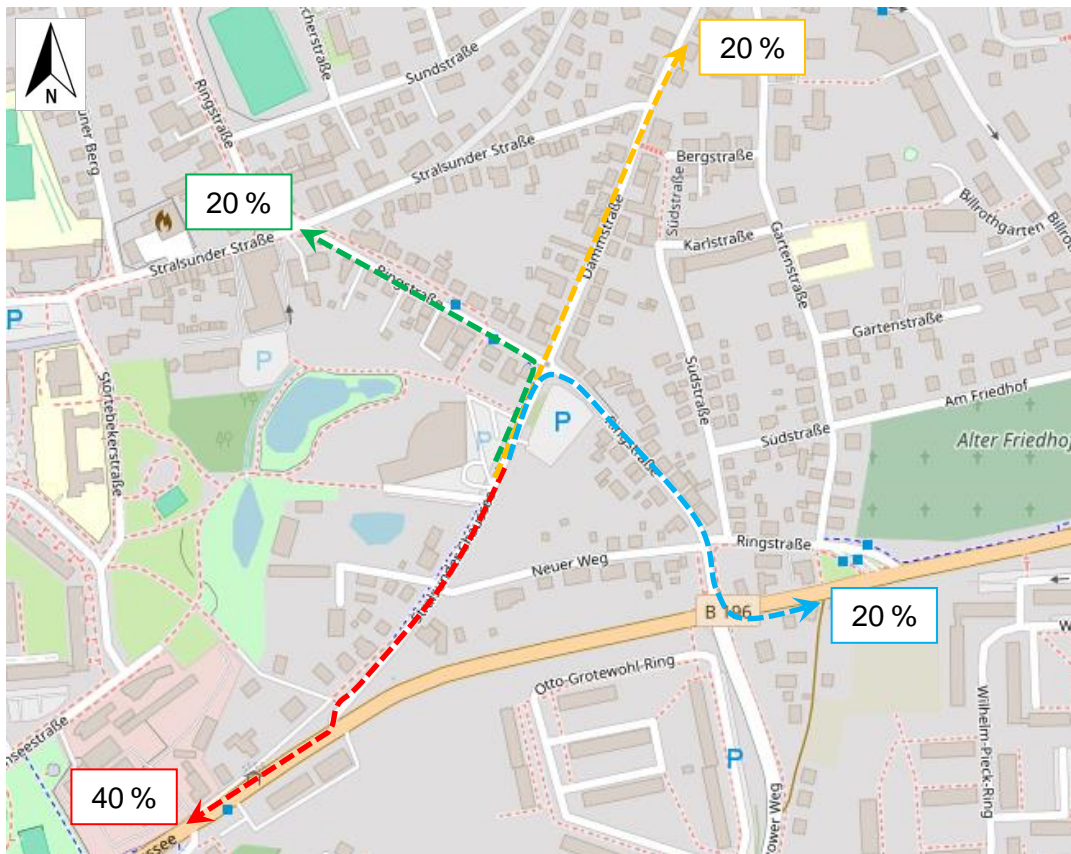 N
20 %
Sundstraße
Ringstraße
Stralsunder Straße
Bergstraße
20 %
Südstraße
Billrothgarten
Karlstraße
Gartenstraße
Dammstraße
Stralsunder Straße
Ringstraße
P
P
Gartenstraße
Störtebekerstraße
Südstraße
Am Friedhof
P
P
Ringstraße
Südstraße
Alter Friedhof
Ringstraße
Neuer Weg
B 196
20 %
Otto-Grotewohl-Ring
Wilhelm-Pieck-Ring
P
40 %